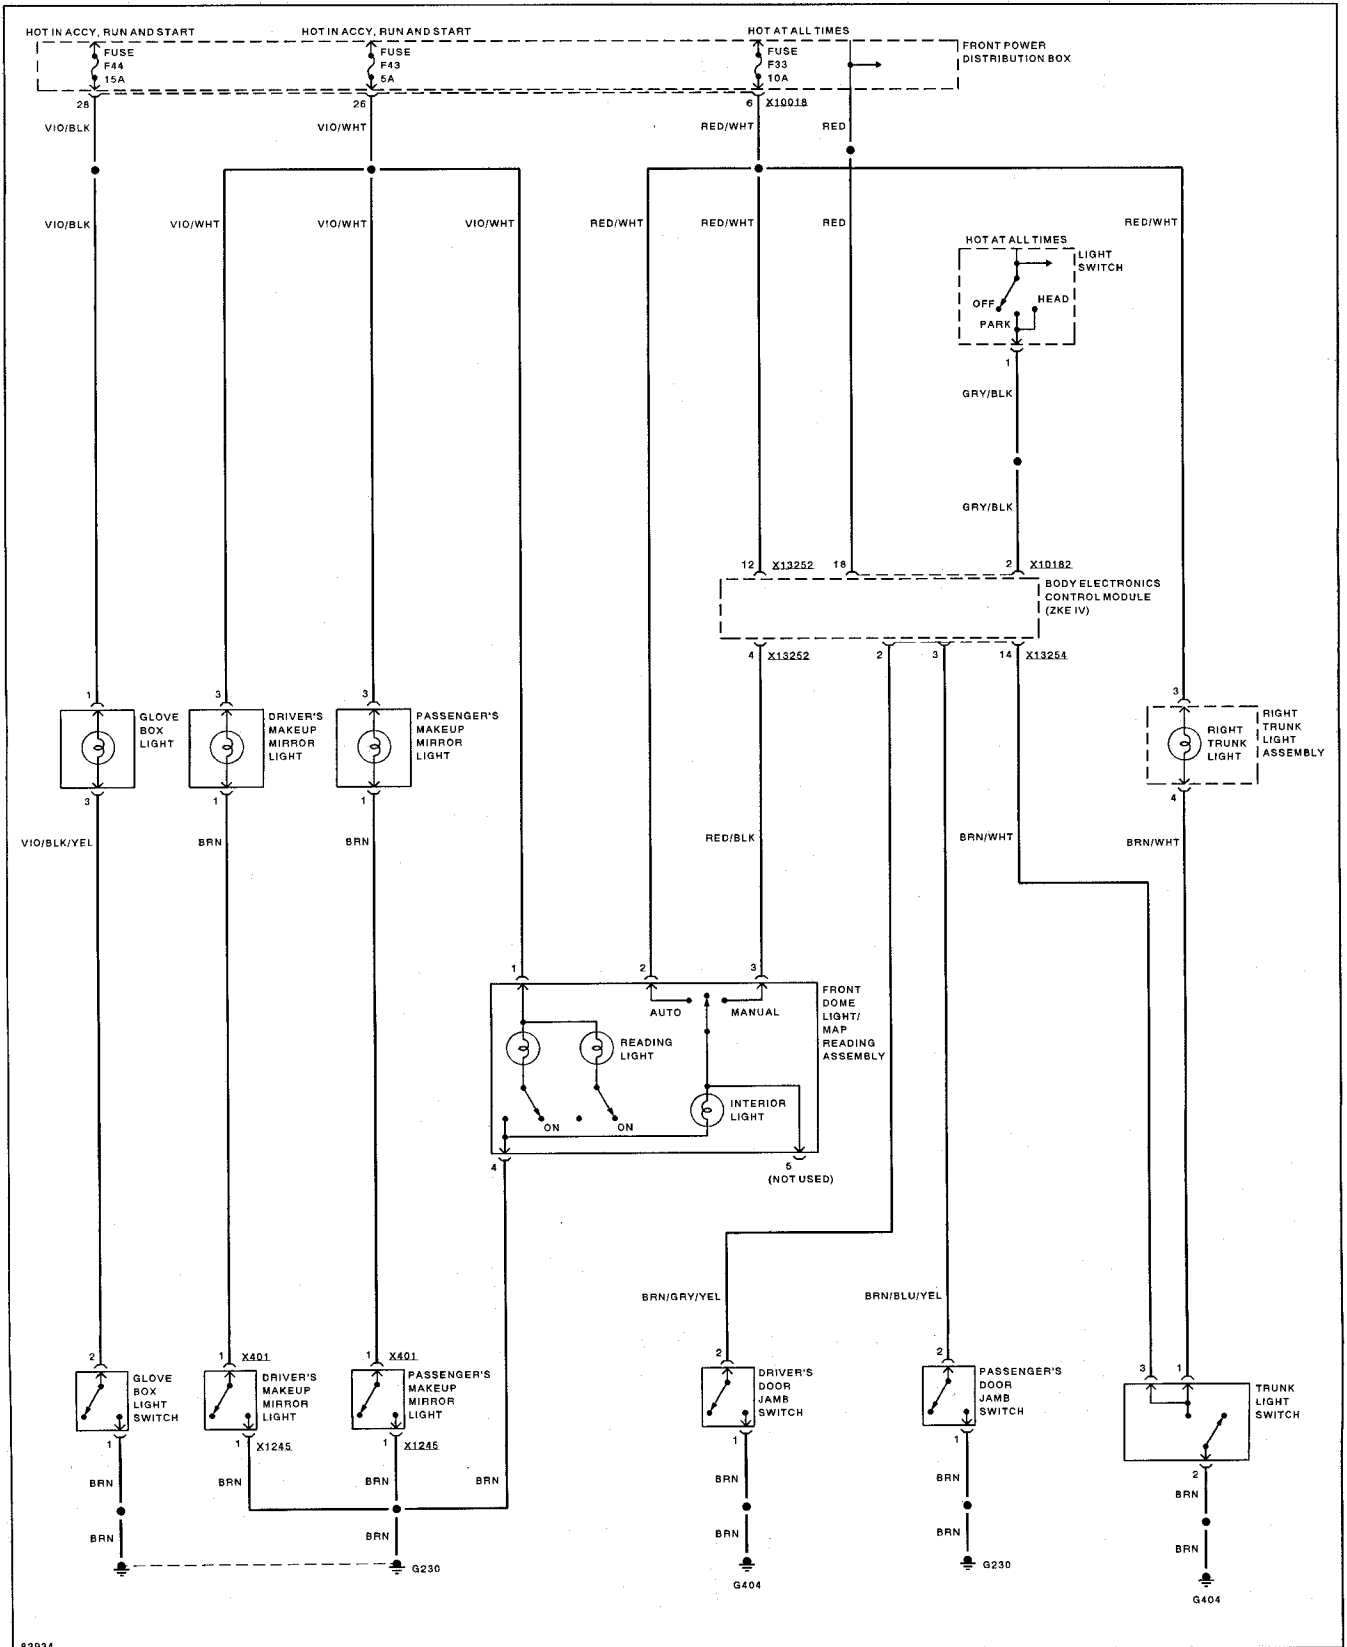 HOT IN ACCY, RUN AND START
HOT IN ACCY, RUN AND START
HOT AT ALL TIMES
FUSE
F44
15A
FUSE
F43
5A
FUSE
F33
10A
FRONT POWER
DISTRIBUTION BOX
28
26
6
X10018
VIO/BLK
VIO/WHT
RED/WHT
RED
VIO/BLK
VIO/WHT
VIO/WHT
VIO/WHT
RED/WHT
RED/WHT
RED
RED/WHT
HOT AT ALL TIMES
LIGHT
SWITCH
OFF
HEAD
PARK
1
GRY/BLK
GRY/BLK
12
X13252
18
2
X10182
BODY ELECTRONICS
CONTROL MODULE
(ZKE IV)
4
X13252
2
3
14
X13254
1
3
3
3
GLOVE
BOX
LIGHT
DRIVER'S
MAKEUP
MIRROR
LIGHT
PASSENGER'S
MAKEUP
MIRROR
LIGHT
RIGHT
TRUNK
LIGHT
RIGHT
TRUNK
LIGHT
ASSEMBLY
3
1
1
4
VIO/BLK/YEL
BRN
BRN
RED/BLK
BRN/WHT
BRN/WHT
1
2
3
AUTO
MANUAL
FRONT
DOME
LIGHT/
MAP
READING
ASSEMBLY
READING
LIGHT
INTERIOR
LIGHT
ON
ON
4
5
(NOT USED)
BRN/GRY/YEL
BRN/BLU/YEL
2
1
X401
1
X401
2
2
3
1
GLOVE
BOX
LIGHT
SWITCH
DRIVER'S
MAKEUP
MIRROR
LIGHT
PASSENGER'S
MAKEUP
MIRROR
LIGHT
DRIVER'S
DOOR
JAMB
SWITCH
PASSENGER'S
DOOR
JAMB
SWITCH
TRUNK
LIGHT
SWITCH
1
1
X1245
1
X1245
1
1
2
BRN
BRN
BRN
BRN
BRN
BRN
BRN
BRN
BRN
BRN
BRN
BRN
G230
G404
G230
G404